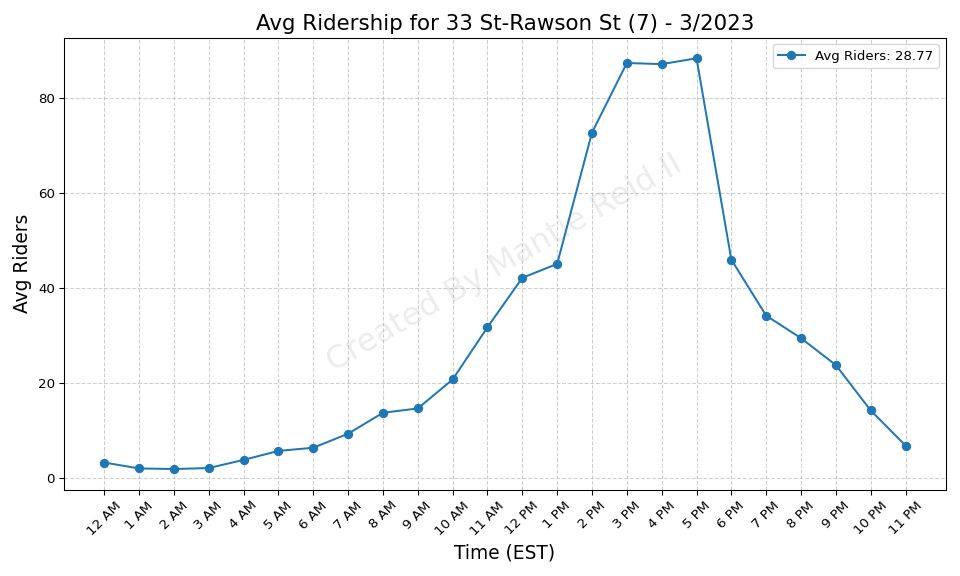 Avg Ridership for 33 St-Rawson St (7) - 3/2023
Avg Riders: 28.77
Avg Riders
80
60
40
20
0
Created By Mantie Reid II
12 AM
1 AM
2 AM
3 AM
4 AM
5 AM
6 AM
7 AM
8 AM
9 AM
10 AM
11 AM
12 PM
1 PM
2 PM
3 PM
4 PM
5 PM
6 PM
7 PM
8 PM
9 PM
10 PM
11 PM
Time (EST)